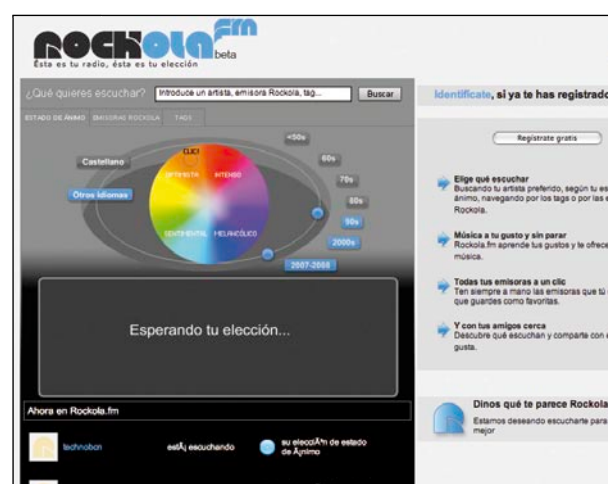 ROCKOLA fm
beta
Ésta es tu radio, ésta es tu elección
¿Qué quieres escuchar?
Introduce un artista, emisora Rockola, tag...
Buscar
ESTADO DE ÁNIMO
EMISORAS ROCKOLA
TAGS
Castellano
Otros idiomas
CLIC!
OPTIMISTA
INTENSO
SENTIMENTAL
MELANCÓLICO
<50s
60s
70s
80s
90s
2000s
2007-2008
Esperando tu elección...
Ahora en Rockola.fm
technobon
estÃ¡ escuchando
su elecciÃ³n de estado
de Ã¡nimo
Identifícate, si ya te has registrado
Regístrate gratis
Elige qué escuchar
Buscando tu artista preferido, según tu es
ánimo, navegando por los tags o por las e
Rockola.
Música a tu gusto y sin parar
Rockola.fm aprende tus gustos y te ofrece
música.
Todas tus emisoras a un clic
Ten siempre a mano las emisoras que tú
que guardes como favoritas.
Y con tus amigos cerca
Descubre qué escuchan y comparte con e
gusta.
Dinos qué te parece Rockola
Estamos deseando escucharte para
mejor